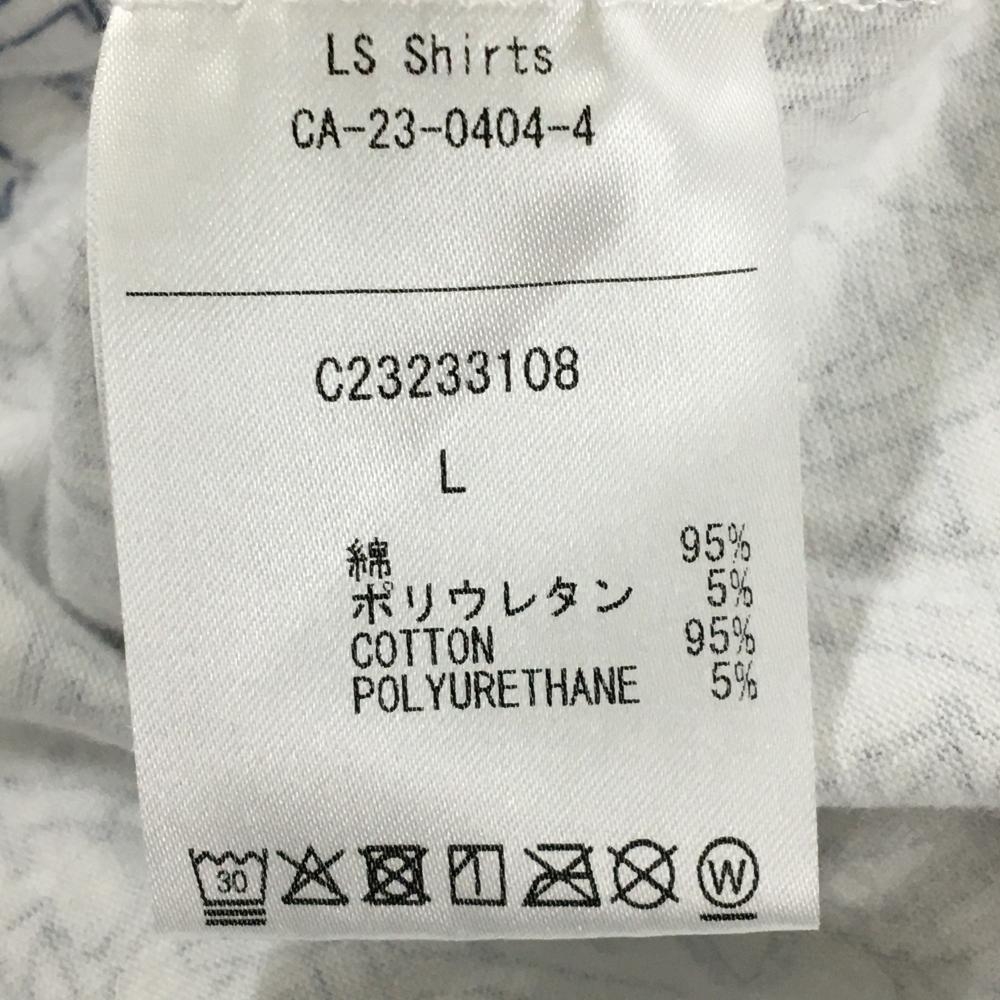 LS Shirts
CA-23-0404-4
C23233108
L
綿 95%
ポリウレタン 5%
COTTON 95%
POLYURETHANE 5%
30 W